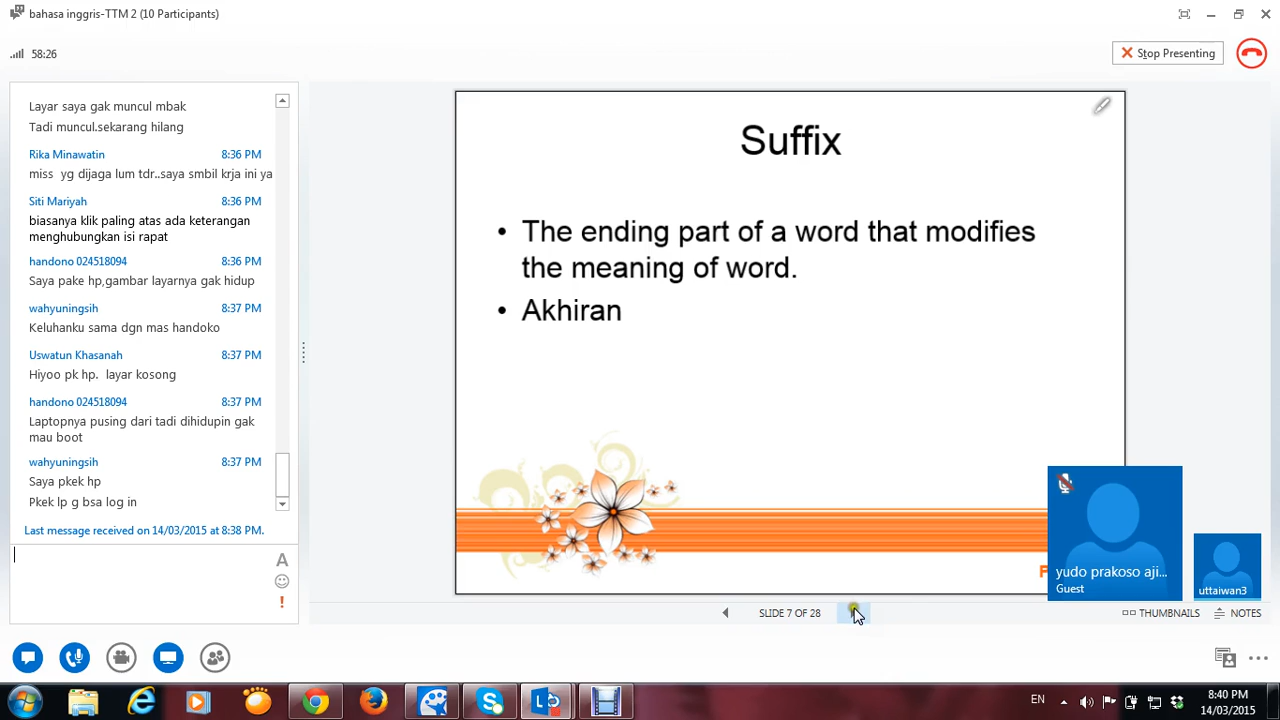 bahasa inggris-TTM 2 (10 Participants)
58:26
Stop Presenting
Layar saya gak muncul mbak
Tadi muncul.sekarang hilang
Rika Minawatin 8:36 PM
miss yg dijaga lum tdr..saya smbil krja ini ya
Siti Mariyah 8:36 PM
biasanya klik paling atas ada keterangan
menghubungkan isi rapat
handono 024518094 8:36 PM
Saya pake hp,gambar layarnya gak hidup
wahyuningsih 8:37 PM
Keluhanku sama dgn mas handoko
Uswatun Khasanah 8:37 PM
Hiyoo pk hp. layar kosong
handono 024518094 8:37 PM
Laptopnya pusing dari tadi dihidupin gak
mau boot
wahyuningsih 8:37 PM
Saya pkek hp
Pkek lp g bsa log in
Last message received on 14/03/2015 at 8:38 PM.
A
!
Suffix
• The ending part of a word that modifies
the meaning of word.
• Akhiran
yudo prakoso aji...
Guest
uttaiwan3
SLIDE 7 OF 28
THUMBNAILS
NOTES
EN
8:40 PM
14/03/2015